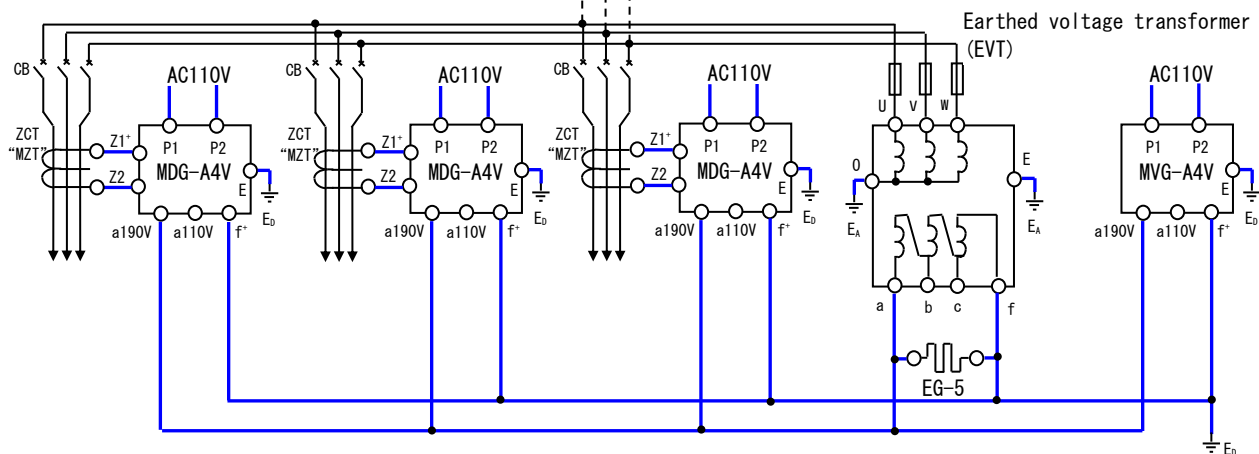 Earthed voltage transformer
(EVT)
CB
AC110V
P1 P2
ZCT
“MZT”
Z1⁺
Z2
MDG-A4V
E
E_D
a190V a110V f⁺
CB
AC110V
P1 P2
ZCT
“MZT”
Z1⁺
Z2
MDG-A4V
E
E_D
a190V a110V f⁺
CB
AC110V
P1 P2
ZCT
“MZT”
Z1⁺
Z2
MDG-A4V
E
E_D
a190V a110V f⁺
U V W
O
E_A
E
E_A
a b c f
EG-5
AC110V
P1 P2
MVG-A4V
E
E_D
a190V a110V f⁺
E_D